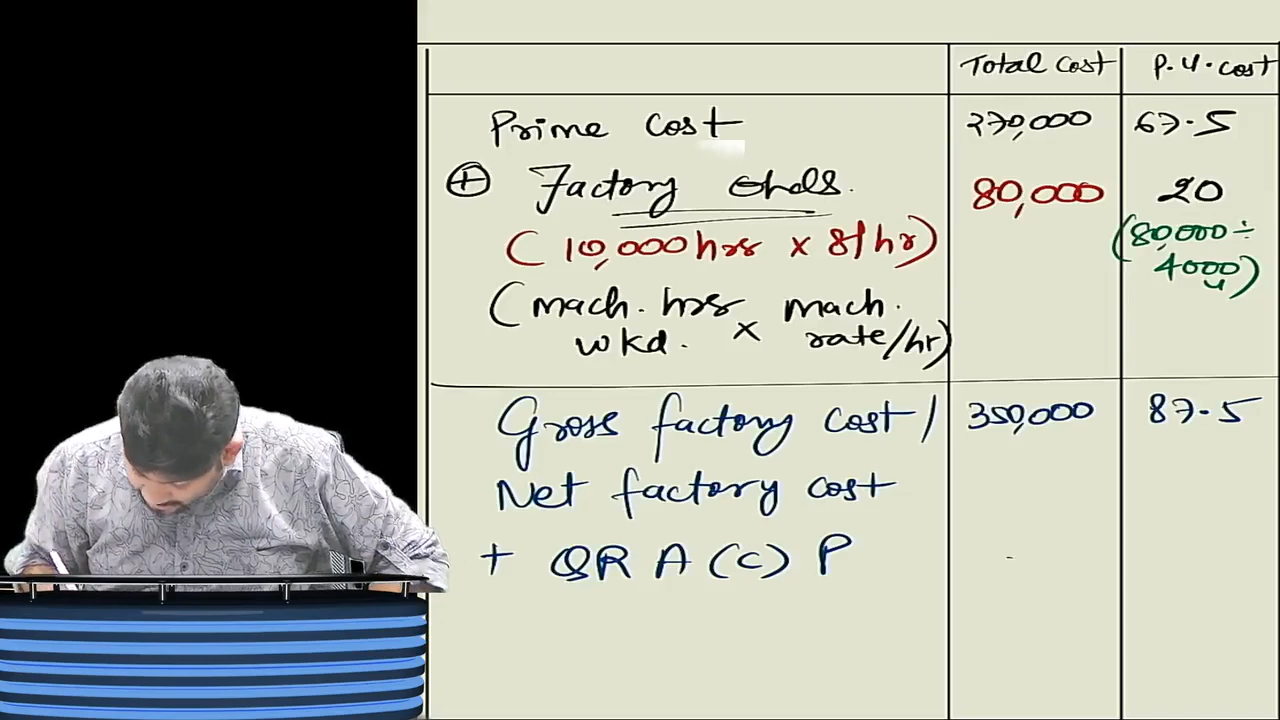 Total Cost P.U. cost
Prime Cost 270,000 67.5
+ Factory Ohds. 80,000 20
(10,000 hrs x 8/hr) (80,000 ÷
4000)
u
(mach. hrs x mach.
wkd. rate/hr)
Gross factory cost / 350,000 87.5
Net factory cost
+ QR A (C) P